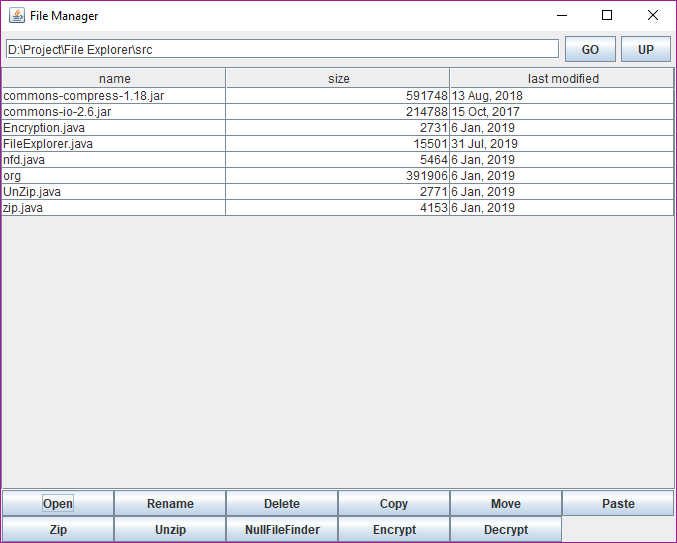 File Manager
D:\Project\File Explorer\src GO UP
name size last modified
commons-compress-1.18.jar 591748 13 Aug, 2018
commons-io-2.6.jar 214788 15 Oct, 2017
Encryption.java 2731 6 Jan, 2019
FileExplorer.java 15501 31 Jul, 2019
nfd.java 5464 6 Jan, 2019
org 391906 6 Jan, 2019
UnZip.java 2771 6 Jan, 2019
zip.java 4153 6 Jan, 2019
Open Rename Delete Copy Move Paste
Zip Unzip NullFileFinder Encrypt Decrypt